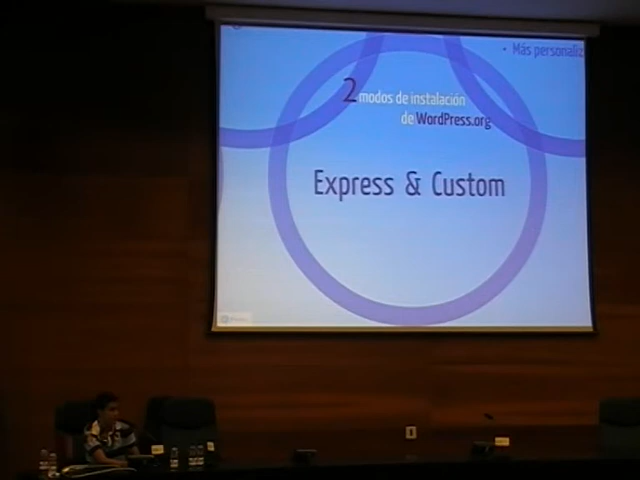 • Más personaliz
2 modos de instalación
de WordPress.org
Express & Custom